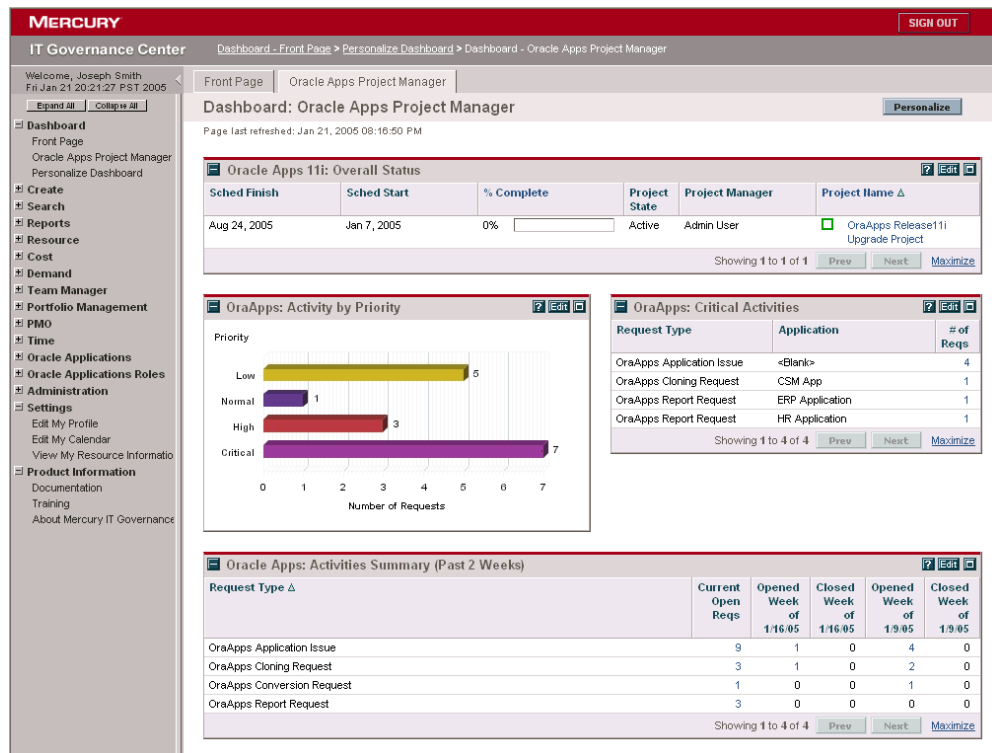 MERCURY
SIGN OUT
IT Governance Center
Dashboard - Front Page > Personalize Dashboard > Dashboard - Oracle Apps Project Manager
Welcome, Joseph Smith
Fri Jan 21 20:21:27 PST 2005
Expand All Collapse All
Dashboard
Front Page
Oracle Apps Project Manager
Personalize Dashboard
Create
Search
Reports
Resource
Cost
Demand
Team Manager
Portfolio Management
PMO
Time
Oracle Applications
Oracle Applications Roles
Administration
Settings
Edit My Profile
Edit My Calendar
View My Resource Informatio
Product Information
Documentation
Training
About Mercury IT Governance
Front Page Oracle Apps Project Manager
Dashboard: Oracle Apps Project Manager
Personalize
Page last refreshed: Jan 21, 2005 08:16:50 PM
Oracle Apps 11i: Overall Status ? Edit
Sched Finish Sched Start % Complete Project State Project Manager Project Name
Aug 24, 2005 Jan 7, 2005 0% Active Admin User OraApps Release11i
Upgrade Project
Showing 1 to 1 of 1 Prev Next Maximize
OraApps: Activity by Priority ? Edit
Priority
Low 5
Normal 1
High 3
Critical 7
0 1 2 3 4 5 6 7
Number of Requests
OraApps: Critical Activities ? Edit
Request Type Application # of Reqs
OraApps Application Issue <Blank> 4
OraApps Cloning Request CSM App 1
OraApps Report Request ERP Application 1
OraApps Report Request HR Application 1
Showing 1 to 4 of 4 Prev Next Maximize
Oracle Apps: Activities Summary (Past 2 Weeks) ? Edit
Request Type Current Open Reqs Opened Week of 1/16/05 Closed Week of 1/16/05 Opened Week of 1/9/05 Closed Week of 1/9/05
OraApps Application Issue 9 1 0 4 0
OraApps Cloning Request 3 1 0 2 0
OraApps Conversion Request 1 0 0 1 0
OraApps Report Request 3 0 0 0 0
Showing 1 to 4 of 4 Prev Next Maximize